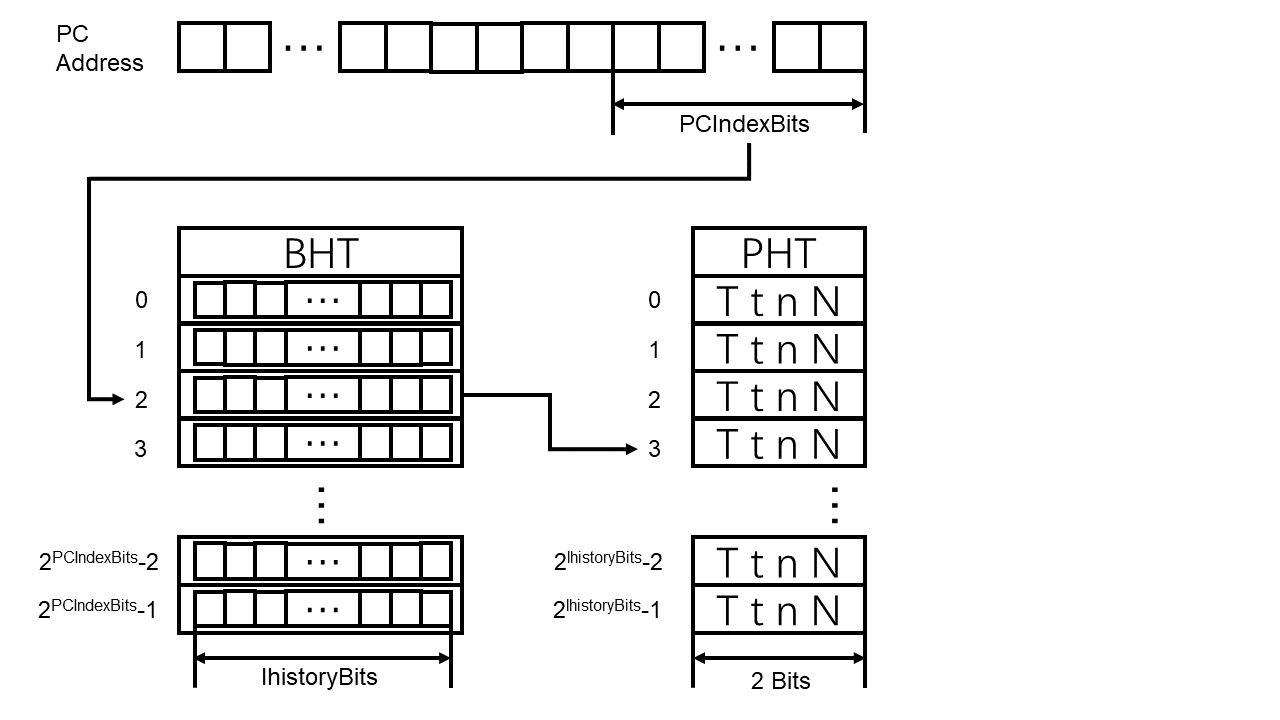 PC
Address
···
···
PCIndexBits
BHT
PHT
0
···
0
T t n N
1
···
1
T t n N
2
···
2
T t n N
3
···
3
T t n N
2^PCIndexBits-2
···
2^lhistoryBits-2
T t n N
2^PCIndexBits-1
···
2^lhistoryBits-1
T t n N
lhistoryBits
2 Bits